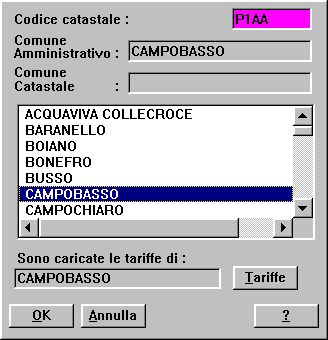 Codice catastale : P1AA
Comune
Amministrativo : CAMPOBASSO
Comune
Catastale :
ACQUAVIVA COLLECROCE
BARANELLO
BOIANO
BONEFRO
BUSSO
CAMPOBASSO
CAMPOCHIARO
Sono caricate le tariffe di :
CAMPOBASSO Tariffe
OK Annulla ?